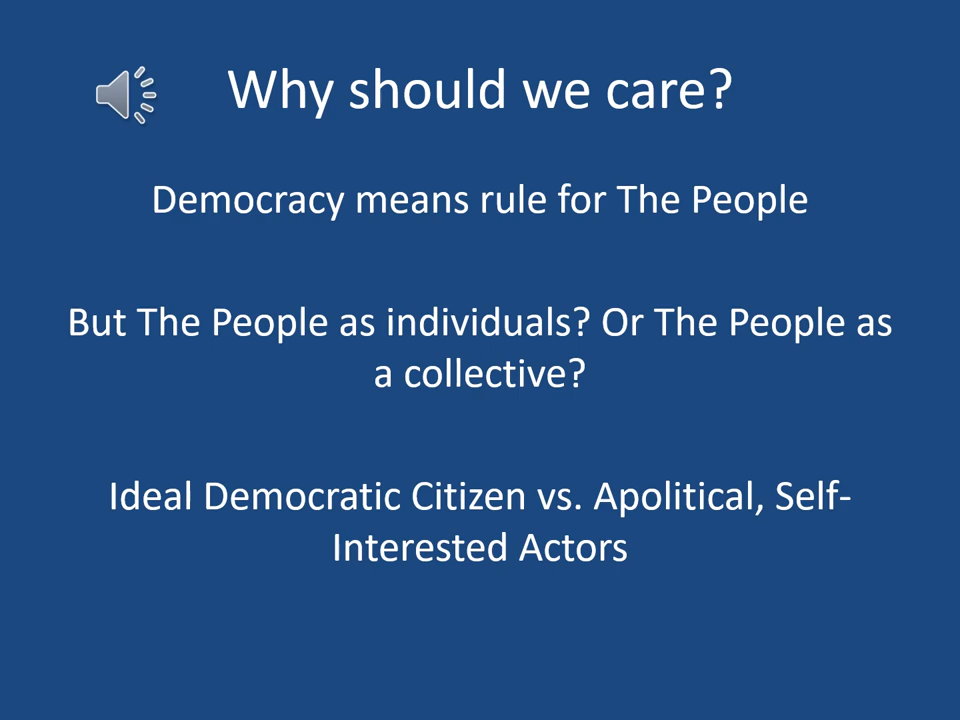 Why should we care?
Democracy means rule for The People
But The People as individuals? Or The People as
a collective?
Ideal Democratic Citizen vs. Apolitical, Self-
Interested Actors